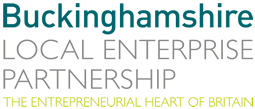 Buckinghamshire
LOCAL ENTERPRISE
PARTNERSHIP
THE ENTREPRENEURIAL HEART OF BRITAIN